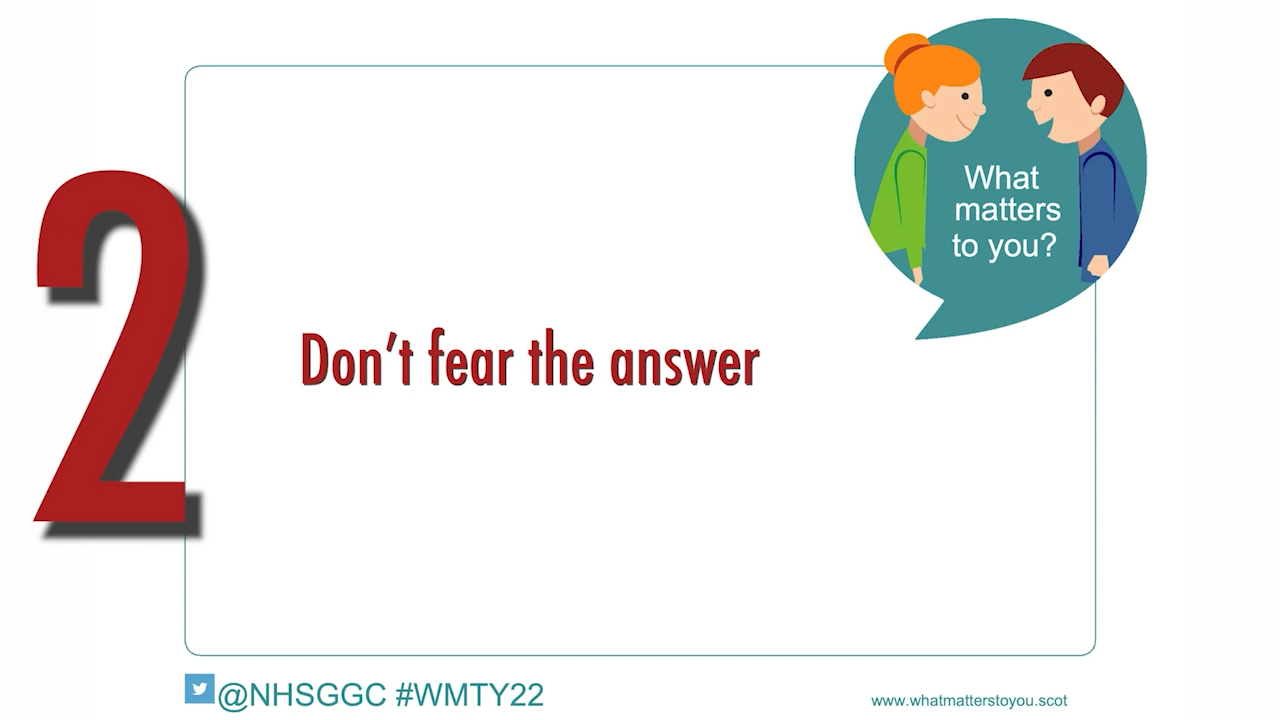 What
matters
to you?
2
Don't fear the answer
@NHSGGC #WMTY22
www.whatmatterstoyou.scot